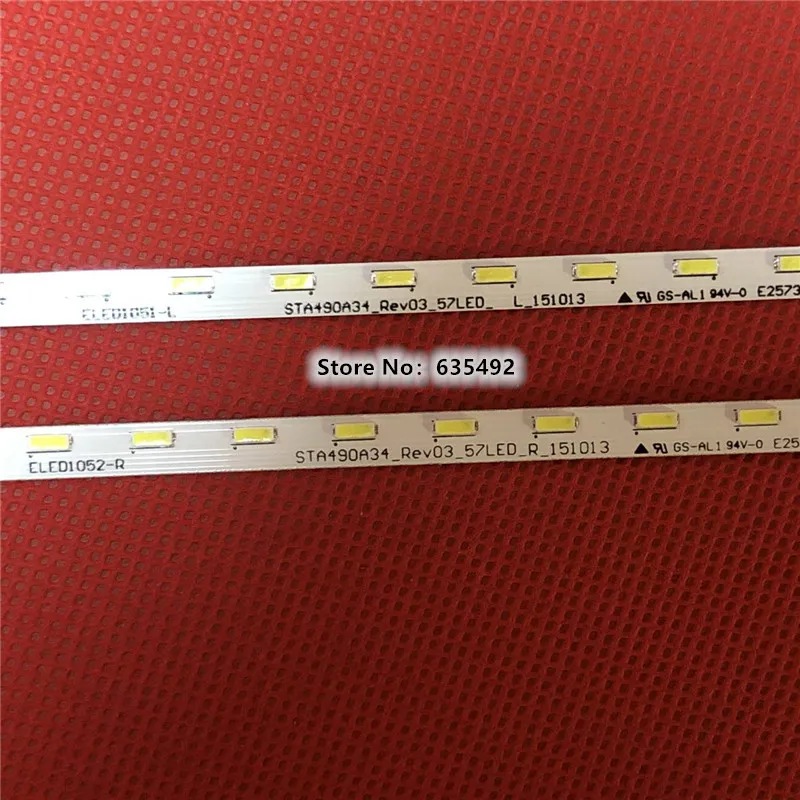 ELED1051-L STA490A34_Rev03_57LED_ L_151013 GS-AL1 94V-0 E2573
Store No: 635492
ELED1052-R STA490A34_Rev03_57LED_R_151013 GS-AL1 94V-0 E25